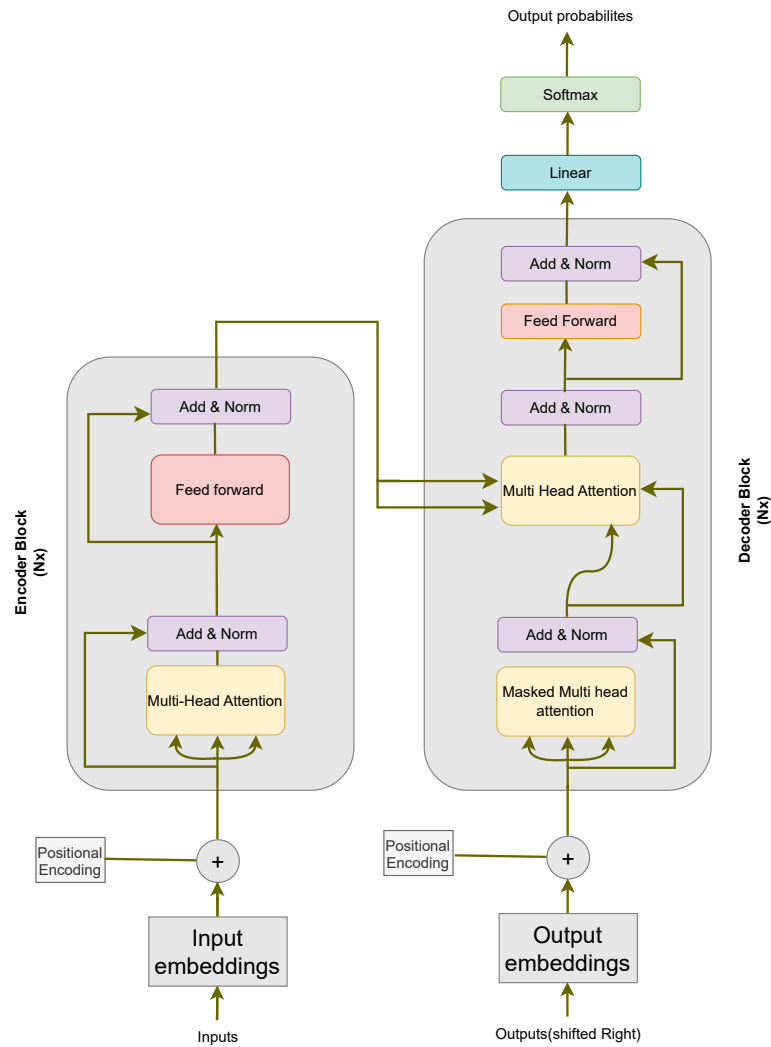 Output probabilites
Softmax
Linear
Add & Norm
Feed Forward
Add & Norm
Multi Head Attention
Add & Norm
Masked Multi head
attention
Decoder Block
(Nx)
Add & Norm
Feed forward
Add & Norm
Multi-Head Attention
Encoder Block
(Nx)
Positional
Encoding
+
Input
embeddings
Inputs
Positional
Encoding
+
Output
embeddings
Outputs(shifted Right)